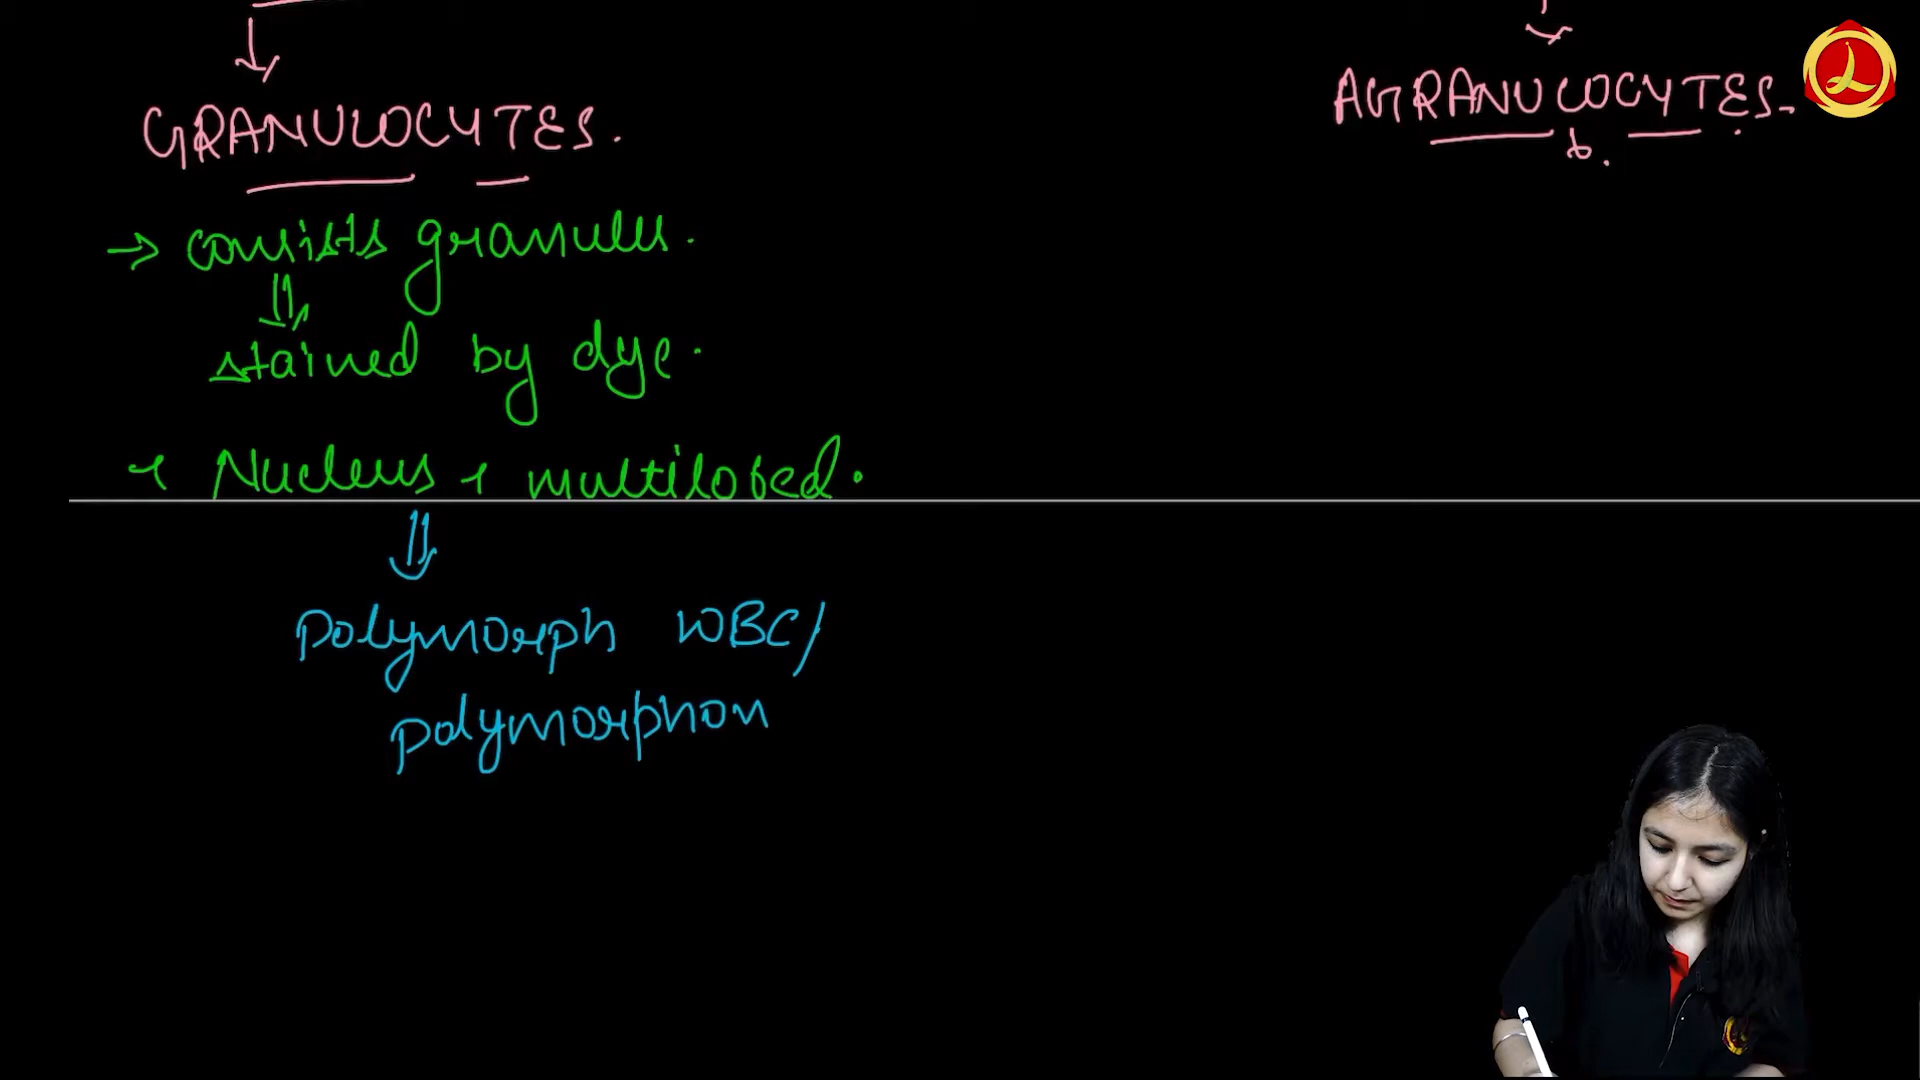 GRANULOCYTES.
AGRANULOCYTES.
b.
→ consists granules.
stained by dye.
Nucleus + multilobed.
Polymorph WBC/
polymorphon